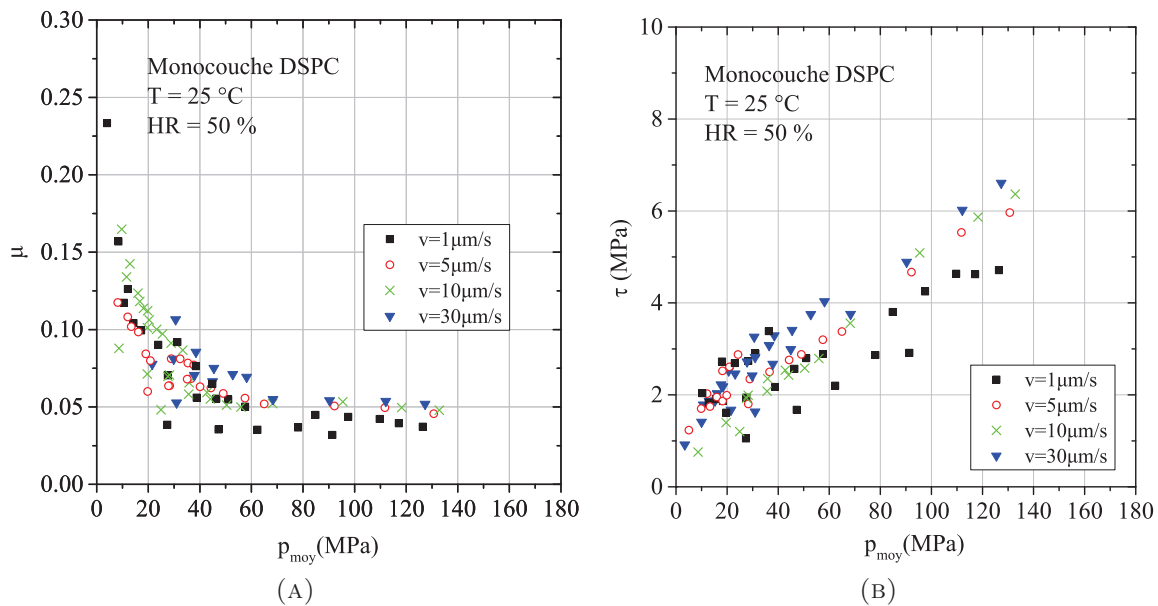 0.30
0.25
0.20
0.15
0.10
0.05
0.00
μ
Monocouche DSPC
T = 25 °C
HR = 50 %
v=1μm/s
v=5μm/s
v=10μm/s
v=30μm/s
0 20 40 60 80 100 120 140 160 180
p_moy(MPa)
(A)
10
8
6
4
2
0
τ (MPa)
Monocouche DSPC
T = 25 °C
HR = 50 %
v=1μm/s
v=5μm/s
v=10μm/s
v=30μm/s
0 20 40 60 80 100 120 140 160 180
p_moy(MPa)
(B)